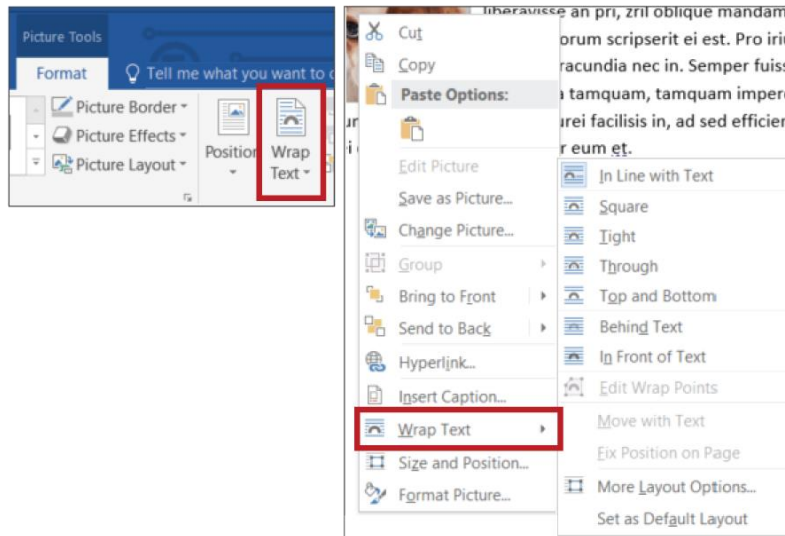 Picture Tools
Format
Tell me what you want to
Picture Border
Picture Effects
Picture Layout
Position
Wrap
Text
liberavisse an pri, zril oblique mandam
orum scripserit ei est. Pro
racundia nec in. Semper
a tamquam, tamquam
facilisis in, ad sed
r eum et.
Cut
Copy
Paste Options:
Edit Picture
Save as Picture...
Change Picture...
Group
Bring to Front
Send to Back
Hyperlink...
Insert Caption...
Wrap Text
Size and Position...
Format Picture...
In Line with Text
Square
Tight
Through
Top and Bottom
Behind Text
In Front of Text
Edit Wrap Points
Move with Text
Fix Position on Page
More Layout Options...
Set as Default Layout